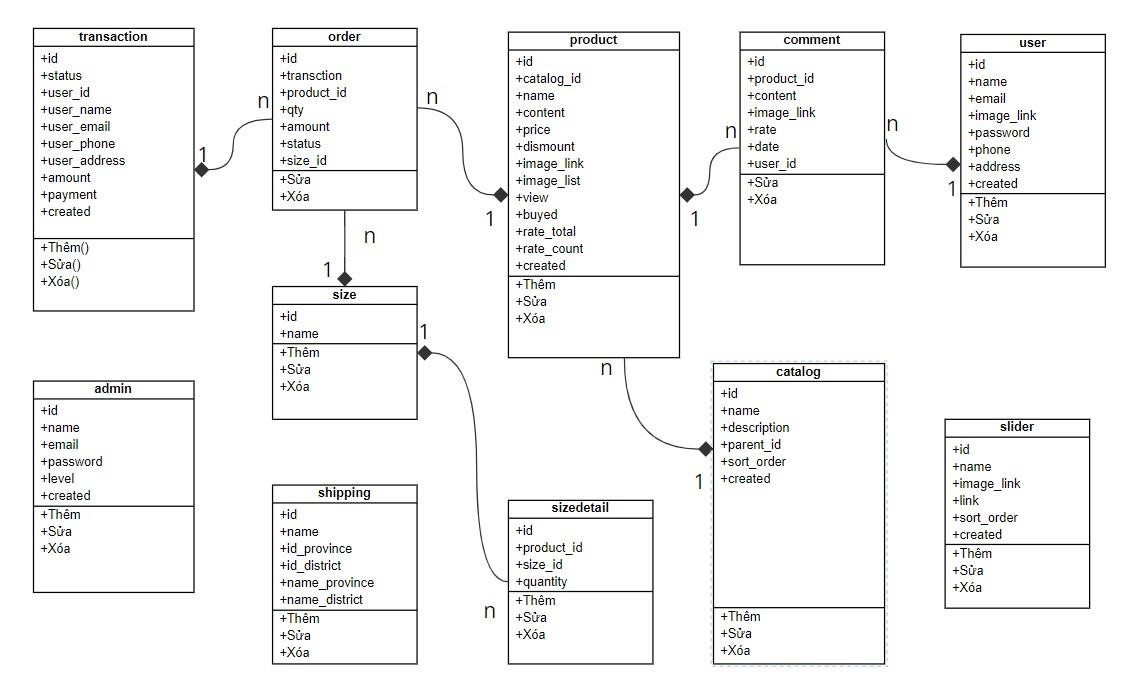 transaction
+id
+status
+user_id
+user_name
+user_email
+user_phone
+user_address
+amount
+payment
+created
+Thêm()
+Sửa()
+Xóa()
1
n
order
+id
+transction
+product_id
+qty
+amount
+status
+size_id
+Sửa
+Xóa
n
1
n
1
product
+id
+catalog_id
+name
+content
+price
+dismount
+image_link
+image_list
+view
+buyed
+rate_total
+rate_count
+created
+Thêm
+Sửa
+Xóa
n
1
comment
+id
+product_id
+content
+image_link
+rate
+date
+user_id
+Sửa
+Xóa
n
1
user
+id
+name
+email
+image_link
+password
+phone
+address
+created
+Thêm
+Sửa
+Xóa
size
+id
+name
+Thêm
+Sửa
+Xóa
1
n
n
1
admin
+id
+name
+email
+password
+level
+created
+Thêm
+Sửa
+Xóa
shipping
+id
+name
+id_province
+id_district
+name_province
+name_district
+Thêm
+Sửa
+Xóa
sizedetail
+id
+product_id
+size_id
+quantity
+Thêm
+Sửa
+Xóa
catalog
+id
+name
+description
+parent_id
+sort_order
+created
+Thêm
+Sửa
+Xóa
slider
+id
+name
+image_link
+link
+sort_order
+created
+Thêm
+Sửa
+Xóa